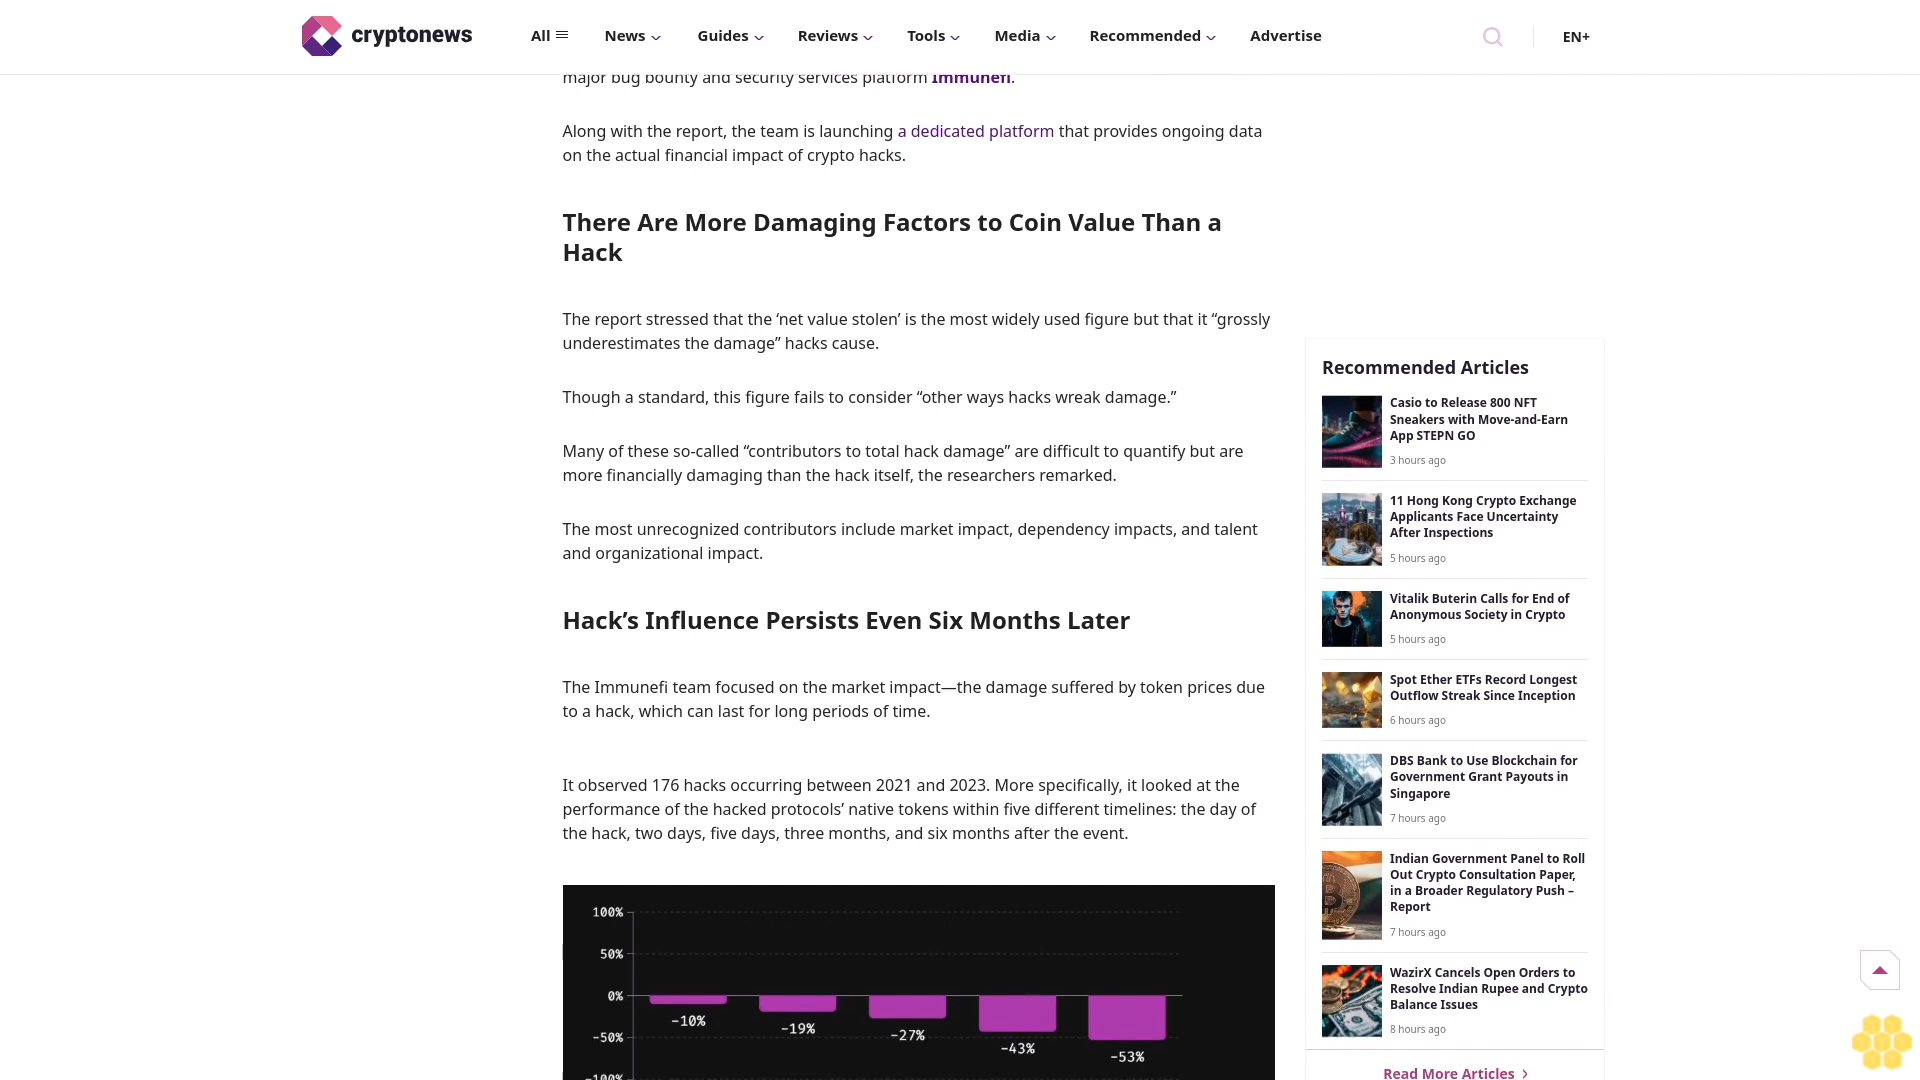 cryptonews
All
News
Guides
Reviews
Tools
Media
Recommended
Advertise
EN+
major bug bounty and security services platform Immunefi.
Along with the report, the team is launching a dedicated platform that provides ongoing data
on the actual financial impact of crypto hacks.
There Are More Damaging Factors to Coin Value Than a
Hack
The report stressed that the ‘net value stolen’ is the most widely used figure but that it “grossly
underestimates the damage” hacks cause.
Though a standard, this figure fails to consider “other ways hacks wreak damage.”
Many of these so-called “contributors to total hack damage” are difficult to quantify but are
more financially damaging than the hack itself, the researchers remarked.
The most unrecognized contributors include market impact, dependency impacts, and talent
and organizational impact.
Hack’s Influence Persists Even Six Months Later
The Immunefi team focused on the market impact—the damage suffered by token prices due
to a hack, which can last for long periods of time.
It observed 176 hacks occurring between 2021 and 2023. More specifically, it looked at the
performance of the hacked protocols’ native tokens within five different timelines: the day of
the hack, two days, five days, three months, and six months after the event.
100%
50%
0%
-50%
-100%
-10%
-19%
-27%
-43%
-53%
Recommended Articles
Casio to Release 800 NFT
Sneakers with Move-and-Earn
App STEPN GO
3 hours ago
11 Hong Kong Crypto Exchange
Applicants Face Uncertainty
After Inspections
5 hours ago
Vitalik Buterin Calls for End of
Anonymous Society in Crypto
5 hours ago
Spot Ether ETFs Record Longest
Outflow Streak Since Inception
6 hours ago
DBS Bank to Use Blockchain for
Government Grant Payouts in
Singapore
7 hours ago
Indian Government Panel to Roll
Out Crypto Consultation Paper,
in a Broader Regulatory Push –
Report
7 hours ago
WazirX Cancels Open Orders to
Resolve Indian Rupee and Crypto
Balance Issues
8 hours ago
Read More Articles